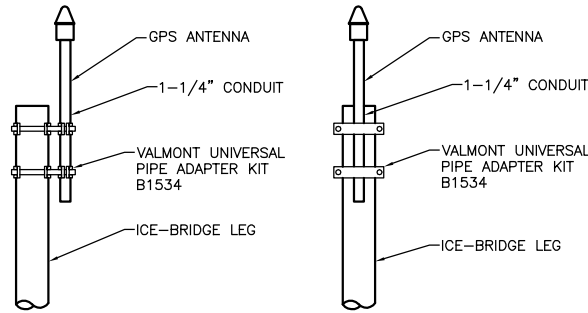 GPS ANTENNA
1-1/4" CONDUIT
VALMONT UNIVERSAL
PIPE ADAPTER KIT
B1534
ICE-BRIDGE LEG
GPS ANTENNA
1-1/4" CONDUIT
VALMONT UNIVERSAL
PIPE ADAPTER KIT
B1534
ICE-BRIDGE LEG